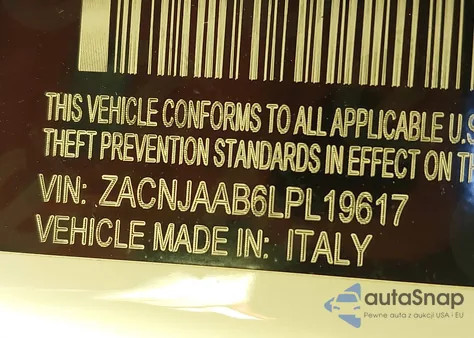 THIS VEHICLE CONFORMS TO ALL APPLICABLE U.S
THEFT PREVENTION STANDARDS IN EFFECT ON
VIN: ZACNJAAB6LPL19617
VEHICLE MADE IN: ITALY
autaSnap
Pewne auta z aukcji USA i EU